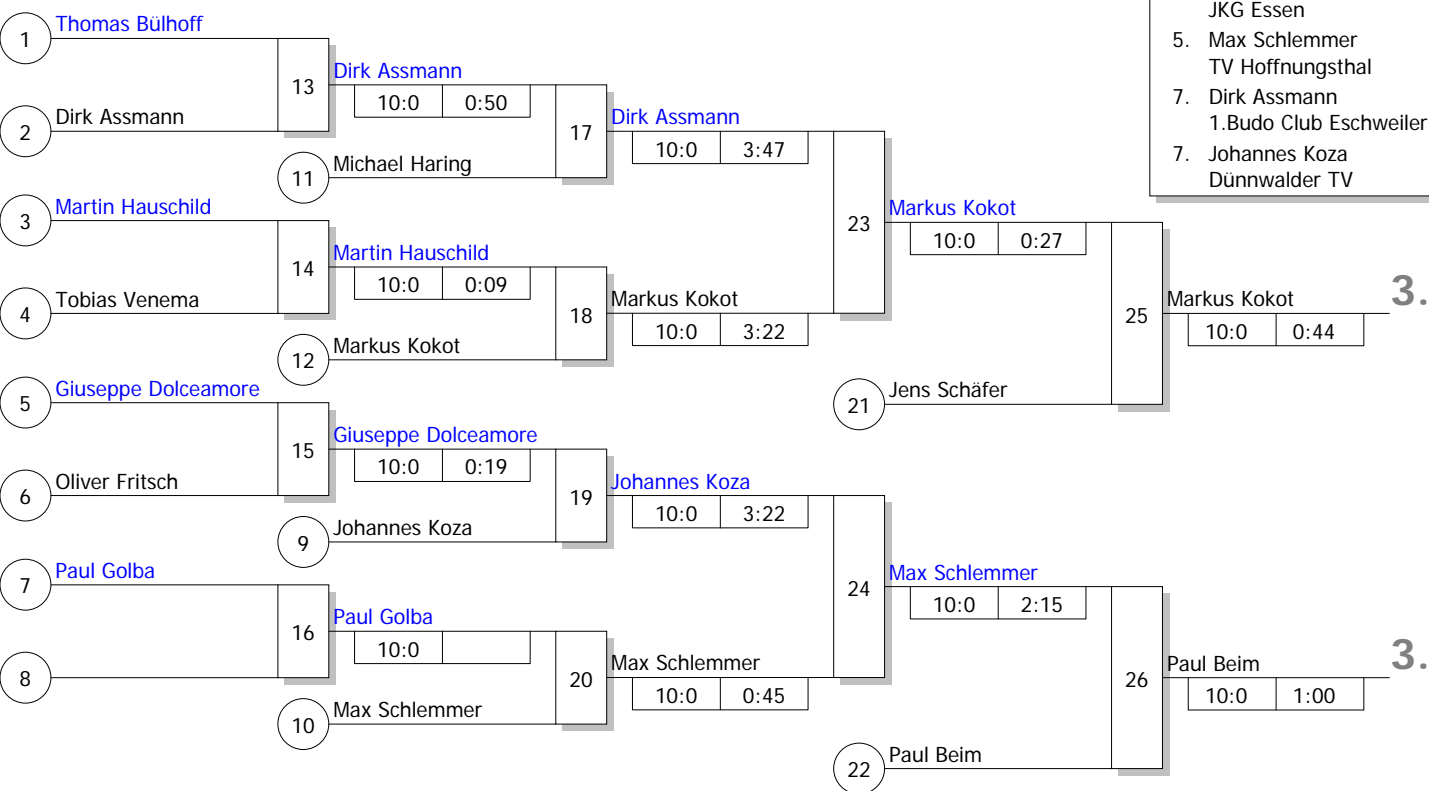 JKG Essen
5. Max Schlemmer
TV Hoffnungsthal
7. Dirk Assmann
1.Budo Club Eschweiler
7. Johannes Koza
Dünnwalder TV
1 Thomas Bülhoff
2 Dirk Assmann
3 Martin Hauschild
4 Tobias Venema
5 Giuseppe Dolceamore
6 Oliver Fritsch
7 Paul Golba
8
13 Dirk Assmann
10:0 0:50
11 Michael Haring
14 Martin Hauschild
10:0 0:09
12 Markus Kokot
15 Giuseppe Dolceamore
10:0 0:19
9 Johannes Koza
16 Paul Golba
10:0
10 Max Schlemmer
17 Dirk Assmann
10:0 3:47
18 Markus Kokot
10:0 3:22
19 Johannes Koza
10:0 3:22
20 Max Schlemmer
10:0 0:45
23 Markus Kokot
10:0 0:27
21 Jens Schäfer
24 Max Schlemmer
10:0 2:15
22 Paul Beim
25 Markus Kokot 3.
10:0 0:44
26 Paul Beim 3.
10:0 1:00